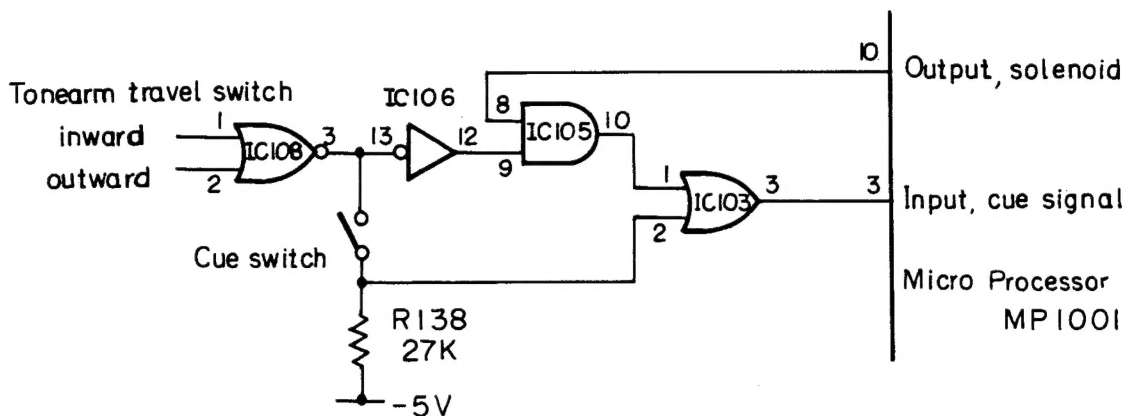 10
Output, solenoid
Tonearm travel switch
IC106
8
1
inward
IC108
3
13
12
IC105
10
9
outward
2
1
IC103
3
3
Input, cue signal
2
Cue switch
Micro Processor
MP1001
R138
27K
-5V